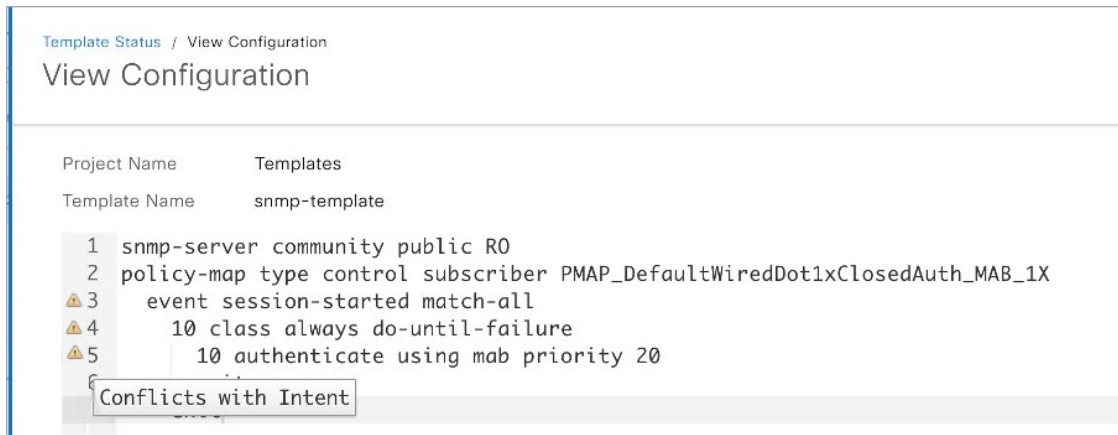 Template Status / View Configuration
View Configuration
Project Name Templates
Template Name snmp-template
1 snmp-server community public RO
2 policy-map type control subscriber PMAP_DefaultWiredDot1xClosedAuth_MAB_1X
3 event session-started match-all
4 10 class always do-until-failure
5 10 authenticate using mab priority 20
Conflicts with Intent